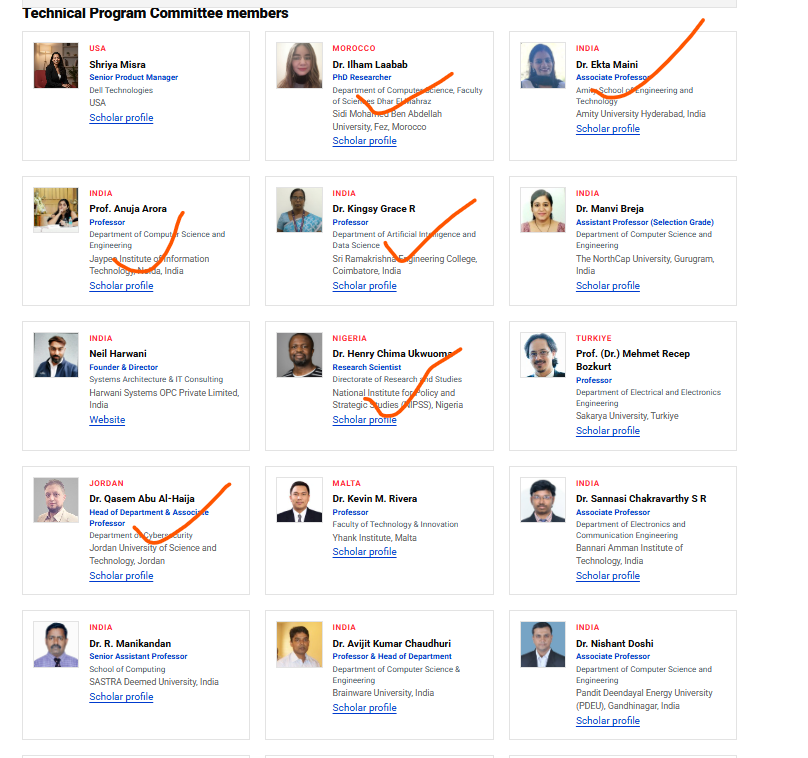 Technical Program Committee members
USA
Shriya Misra
Senior Product Manager
Dell Technologies
USA
Scholar profile
MOROCCO
Dr. Ilham Laabab
PhD Researcher
Department of Computer Science, Faculty
of Sciences Dhar El Mahraz
Sidi Mohamed Ben Abdellah
University, Fez, Morocco
Scholar profile
INDIA
Dr. Ekta Maini
Associate Professor
Amity School of Engineering and
Technology
Amity University Hyderabad, India
Scholar profile
INDIA
Prof. Anuja Arora
Professor
Department of Computer Science and
Engineering
Jaypee Institute of Information
Technology, Noida, India
Scholar profile
INDIA
Dr. Kingsy Grace R
Professor
Department of Artificial Intelligence and
Data Science
Sri Ramakrishna Engineering College,
Coimbatore, India
Scholar profile
INDIA
Dr. Manvi Breja
Assistant Professor (Selection Grade)
Department of Computer Science and
Engineering
The NorthCap University, Gurugram,
India
Scholar profile
INDIA
Neil Harwani
Founder & Director
Systems Architecture & IT Consulting
Harwani Systems OPC Private Limited,
India
Website
NIGERIA
Dr. Henry Chima Ukwuoma
Research Scientist
Directorate of Research and Studies
National Institute for Policy and
Strategic Studies (NIPSS), Nigeria
Scholar profile
TURKIYE
Prof. (Dr.) Mehmet Recep
Bozkurt
Professor
Department of Electrical and Electronics
Engineering
Sakarya University, Turkiye
Scholar profile
JORDAN
Dr. Qasem Abu Al-Haija
Head of Department & Associate
Professor
Department of Cybersecurity
Jordan University of Science and
Technology, Jordan
Scholar profile
MALTA
Dr. Kevin M. Rivera
Professor
Faculty of Technology & Innovation
Yhank Institute, Malta
Scholar profile
INDIA
Dr. Sannasi Chakravarthy S R
Associate Professor
Department of Electronics and
Communication Engineering
Bannari Amman Institute of
Technology, India
Scholar profile
INDIA
Dr. R. Manikandan
Senior Assistant Professor
School of Computing
SASTRA Deemed University, India
Scholar profile
INDIA
Dr. Avijit Kumar Chaudhuri
Professor & Head of Department
Department of Computer Science &
Engineering
Brainware University, India
Scholar profile
INDIA
Dr. Nishant Doshi
Associate Professor
Department of Computer Science and
Engineering
Pandit Deendayal Energy University
(PDEU), Gandhinagar, India
Scholar profile